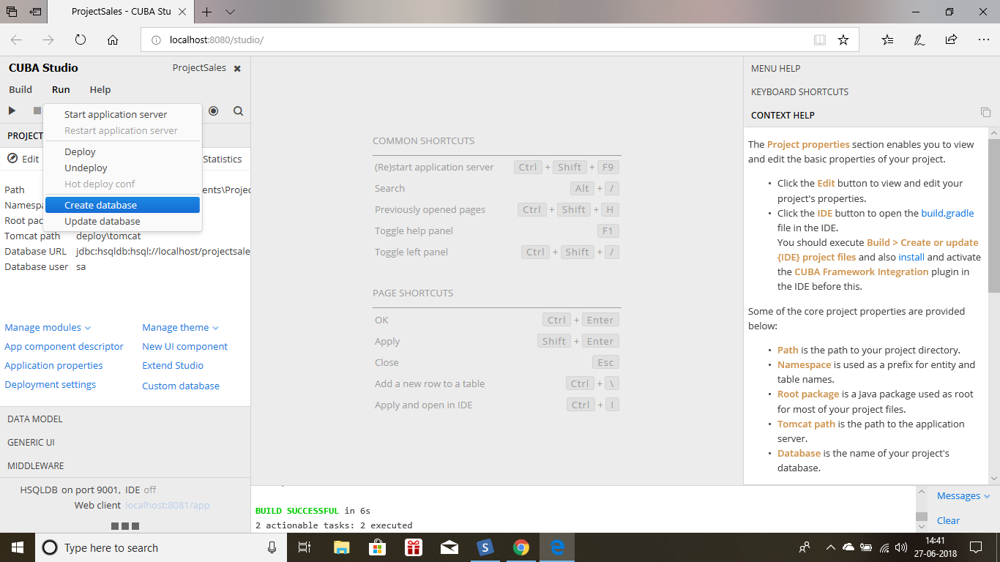 ProjectSales - CUBA Stu
localhost:8080/studio/
CUBA Studio
ProjectSales
Build Run Help
Start application server
Restart application server
Deploy
Undeploy
Hot deploy conf
Create database
Update database
PROJECT
Edit
Statistics
Path ents\Projec
Namespa
Root pac
Tomcat path deploy\tomcat
Database URL jdbc:hsqldb:hsql://localhost/projectsale
Database user sa
Manage modules Manage theme
App component descriptor New UI component
Application properties Extend Studio
Deployment settings Custom database
DATA MODEL
GENERIC UI
MIDDLEWARE
HSQLDB on port 9001, IDE off
Web client localhost:8081/app
COMMON SHORTCUTS
(Re)start application server Ctrl + Shift + F9
Search Alt + /
Previously opened pages Ctrl + Shift + H
Toggle help panel F1
Toggle left panel Ctrl + Shift + /
PAGE SHORTCUTS
OK Ctrl + Enter
Apply Shift + Enter
Close Esc
Add a new row to a table Ctrl + \
Apply and open in IDE Ctrl + I
MENU HELP
KEYBOARD SHORTCUTS
CONTEXT HELP
The Project properties section enables you to view
and edit the basic properties of your project.
• Click the Edit button to view and edit your
project's properties.
• Click the IDE button to open the build.gradle
file in the IDE.
You should execute Build > Create or update
{IDE} project files and also install and activate
the CUBA Framework Integration plugin in
the IDE before this.
Some of the core project properties are provided
below:
• Path is the path to your project directory.
• Namespace is used as a prefix for entity and
table names.
• Root package is a Java package used as root
for most of your project files.
• Tomcat path is the path to the application
server.
• Database is the name of your project's
database.
BUILD SUCCESSFUL in 6s
2 actionable tasks: 2 executed
Messages
Clear
Type here to search
S
14:41
27-06-2018